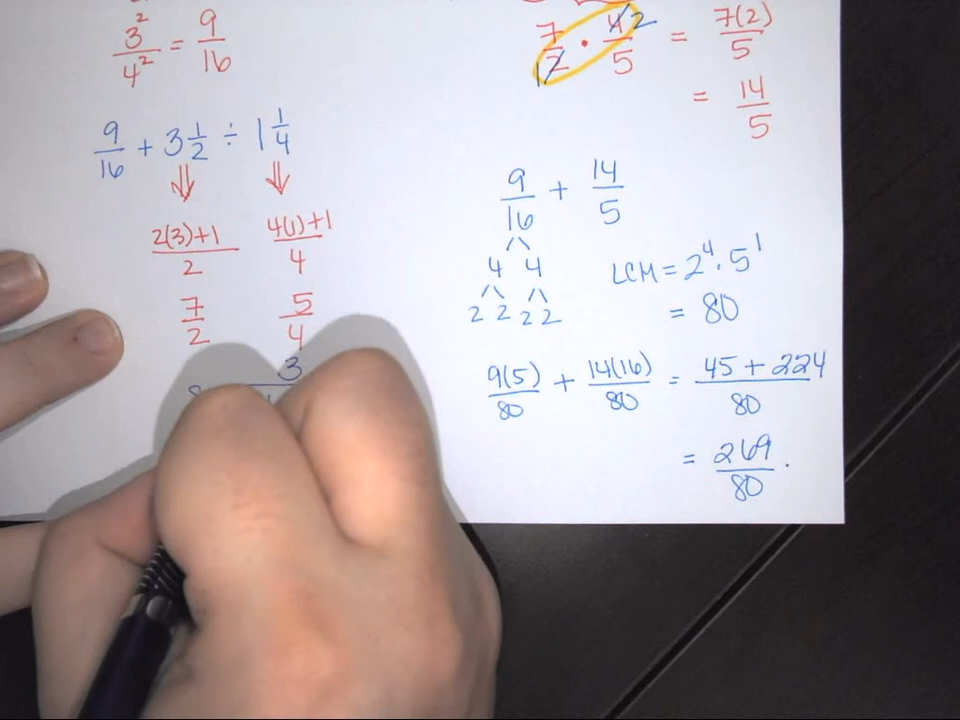 3² / 4² = 9/16
9/16 + 3 1/2 ÷ 1 1/4
⇓ ⇓
2(3)+1 / 2   4(1)+1 / 4
7/2   5/4
3
7/2 · 4/5 2 = 7(2)/5
1
= 14/5
9/16 + 14/5
4 4
2 2 2 2
LCM = 2⁴ · 5¹
= 80
9(5)/80 + 14(16)/80 = 45 + 224 / 80
= 269/80 .